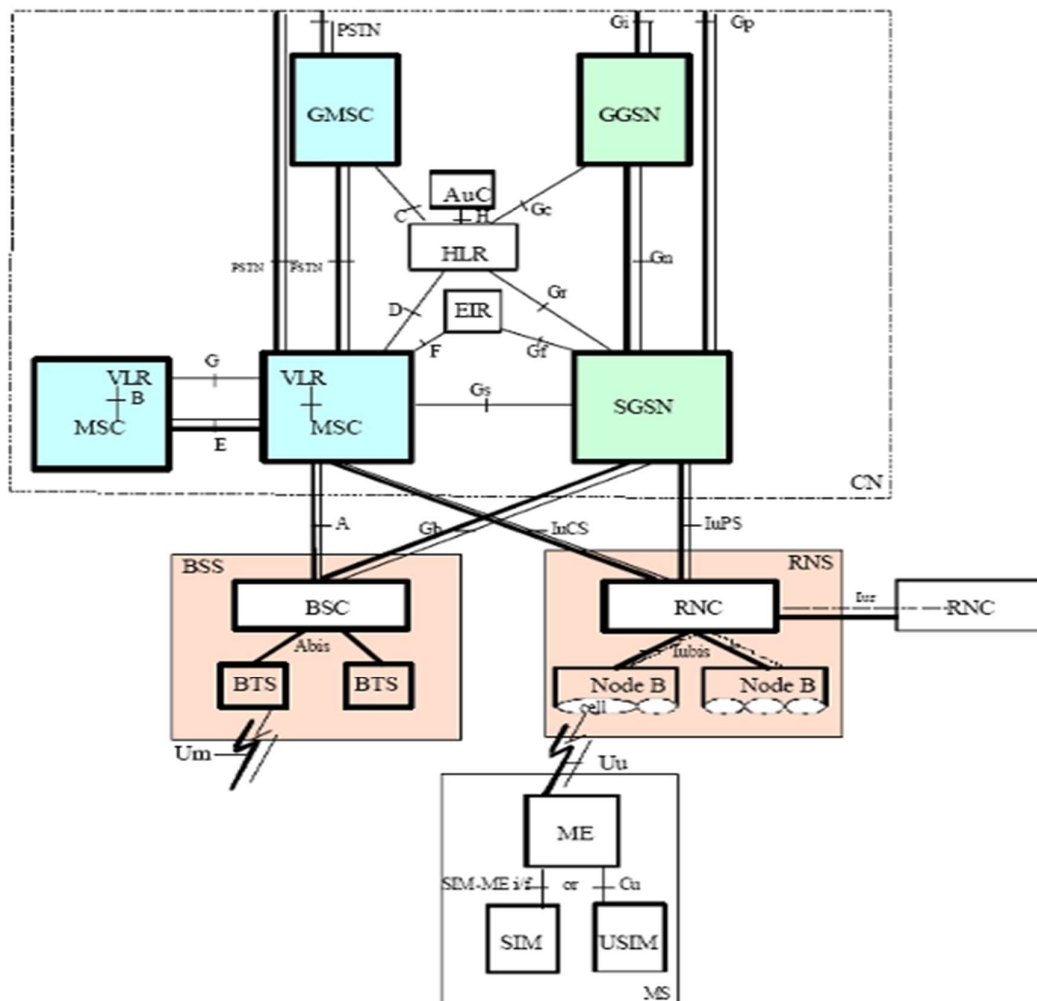 PSTN
Gi
Gp
GMSC
GGSN
AuC
C
H
Gc
HLR
PSTN
PSTN
Gn
D
EIR
Gr
F
Gf
G
VLR
B
MSC
E
VLR
MSC
Gs
SGSN
CN
A
Gb
IuCS
IuPS
BSS
RNS
BSC
RNC
Iur
RNC
Abis
Iubis
BTS
BTS
Node B
Node B
cell
Um
Uu
ME
SIM-ME i/f or Cu
SIM
USIM
MS